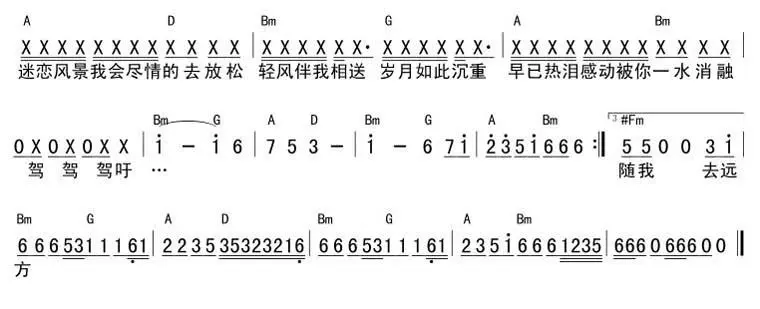 A D Bm G A Bm
X X X X X X X X X X X X | X X X X X X· X X X X X X· | X X X X X X X X X X X X |
迷恋风景我会尽情的去放松 轻风伴我相送 岁月如此沉重 早已热泪感动被你一水消融
Bm G A D Bm G A Bm 3 #Fm
0 X 0 X 0 X X | i - i 6 | 7 5 3 - | i - 6 7 i | 2 3 5 i 6 6 6 :‖ 5 5 0 0 3 i |
驾 驾 驾吁 … 随我 去远
Bm G A D Bm G A Bm
6 6 6 5 3 1 1 1 6 1 | 2 2 3 5 3 5 3 2 3 2 1 6 | 6 6 6 5 3 1 1 1 6 1 | 2 3 5 i 6 6 6 1 2 3 5 | 6 6 6 0 6 6 6 0 0 ‖
方